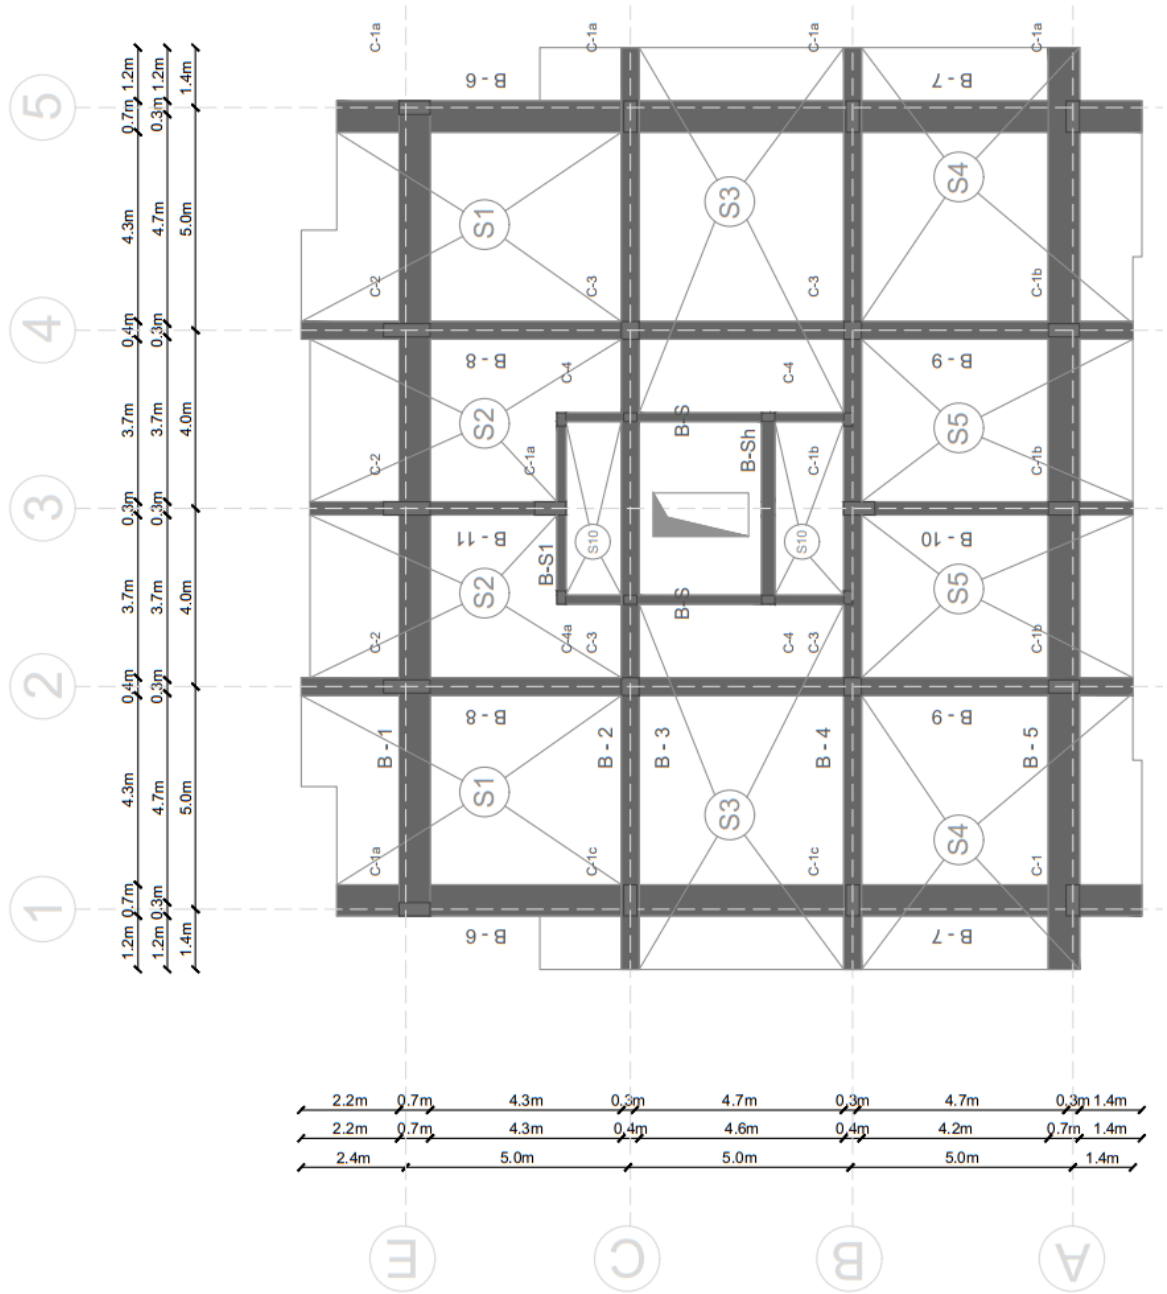 C-1a
C-1a
C-1a
C-1a
1.2m
1.2m
1.4m
B - 6
B - 7
5
0.7m
0.3m
S4
S3
S1
4.3m
4.7m
5.0m
C-2
C-3
C-3
C-1b
4
0.4m
0.3m
B - 8
B - 9
C-4
C-4
S2
S5
B-S
3.7m
3.7m
4.0m
B-Sh
C-2
C-1a
C-1b
C-1b
3
0.3m
0.3m
B - 11
B - 10
S10
S10
B-S1
3.7m
3.7m
4.0m
S2
S5
B-S
C-2
C-4a
C-3
C-4
C-3
C-1b
2
0.4m
0.3m
B - 8
B - 9
B - 1
B - 2
B - 3
B - 4
B - 5
4.3m
4.7m
5.0m
S1
S3
S4
C-1a
C-1c
C-1c
C-1
1
0.7m
0.3m
1.2m
1.2m
1.4m
B - 6
B - 7
2.2m 0.7m 4.3m 0.3m 4.7m 0.3m 4.7m 0.3m 1.4m
2.2m 0.7m 4.3m 0.4m 4.6m 0.4m 4.2m 0.7m 1.4m
2.4m 5.0m 5.0m 5.0m 1.4m
E C B A